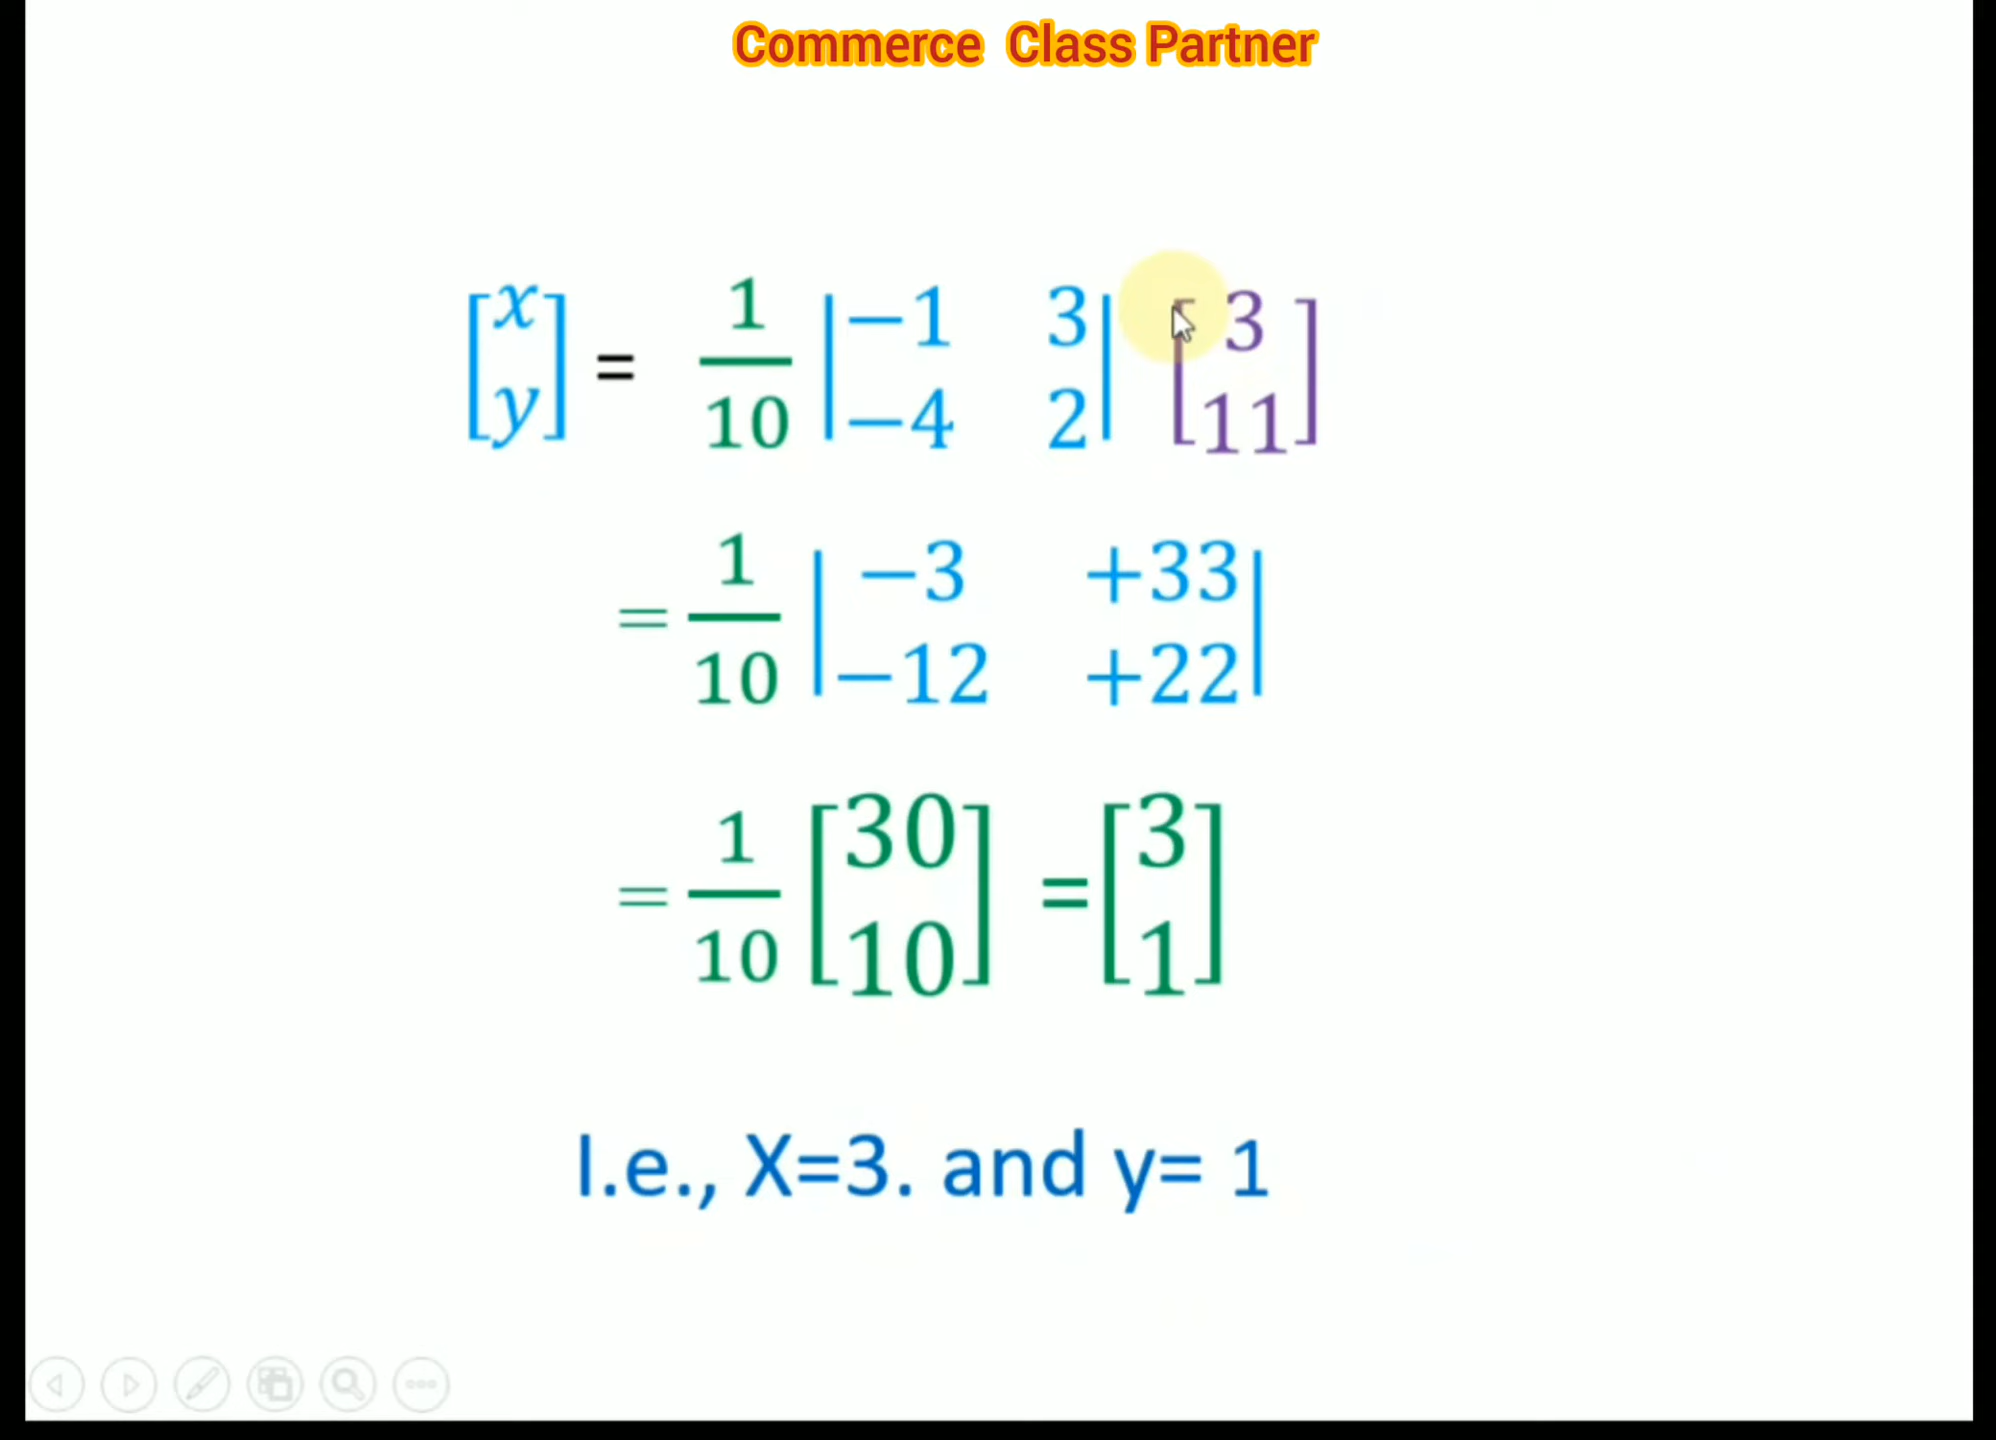 Commerce Class Partner
[x y] = 1/10 |−1 3 −4 2| [3 11]
= 1/10 |−3 +33 −12 +22|
= 1/10 [30 10] = [3 1]
I.e., X=3. and y= 1